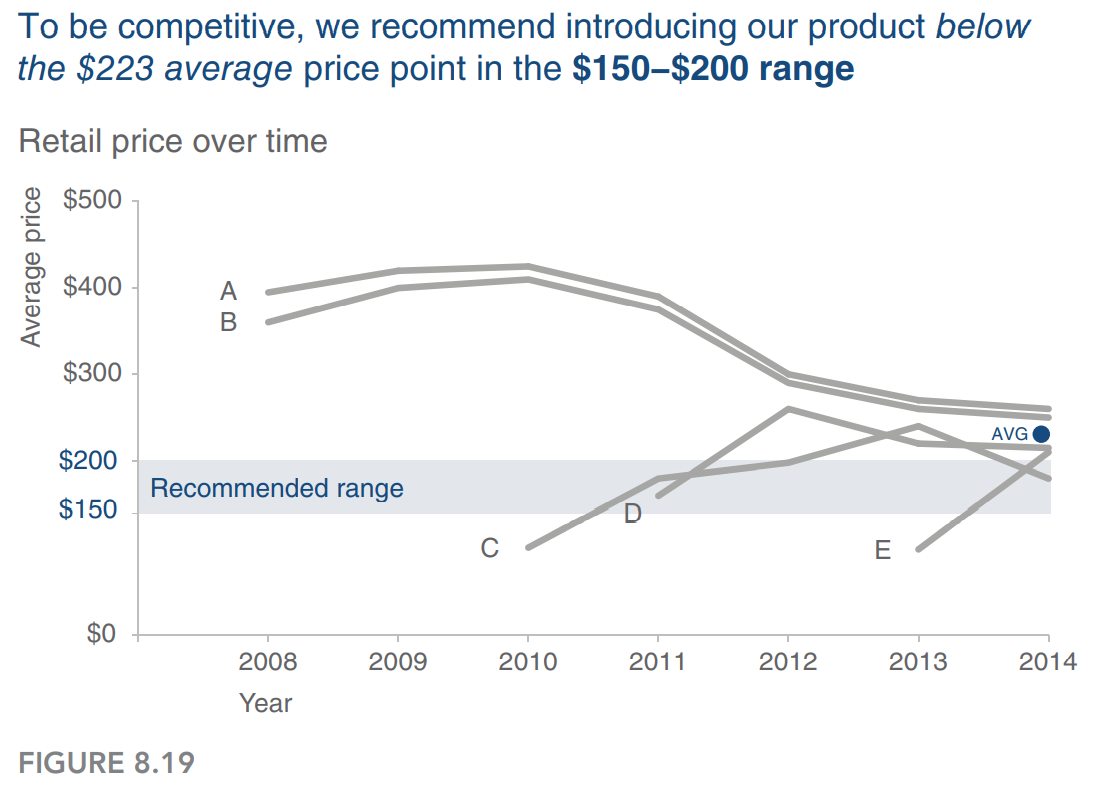 To be competitive, we recommend introducing our product below
the $223 average price point in the $150–$200 range
Retail price over time
Average price
$500
$400
$300
$200
$150
$0
A
B
C
D
E
AVG
Recommended range
2008 2009 2010 2011 2012 2013 2014
Year
FIGURE 8.19